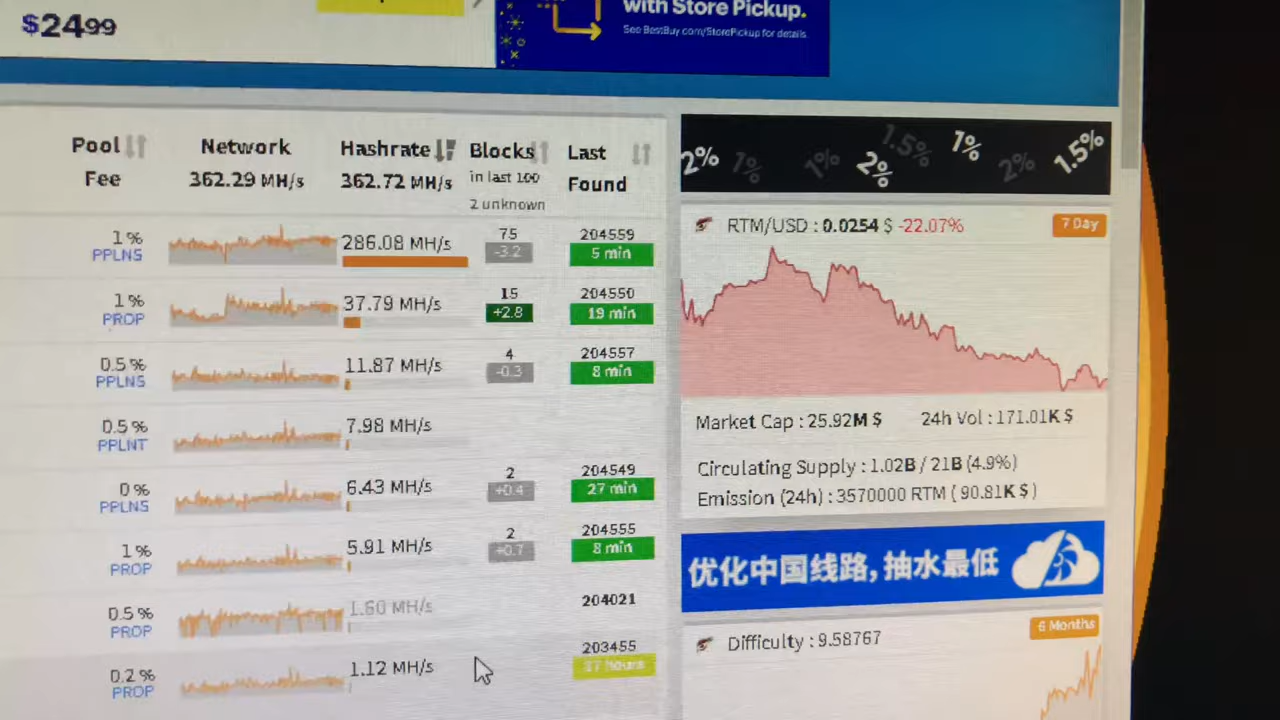 $24.99
with Store Pickup.
See BestBuy.com/StorePickup for details.
Pool Fee
Network 362.29 MH/s
Hashrate 362.72 MH/s
Blocks in last 100 2 unknown
Last Found
1% PPLNS 286.08 MH/s 75 -3.2 204559 5 min
1% PROP 37.79 MH/s 15 +2.8 204550 19 min
0.5% PPLNS 11.87 MH/s 4 -0.3 204557 8 min
0.5% PPLNT 7.98 MH/s
0% PPLNS 6.43 MH/s 2 +0.4 204549 27 min
1% PROP 5.91 MH/s 2 +0.7 204555 8 min
0.5% PROP 1.60 MH/s 204021
0.2% PROP 1.12 MH/s 203455 37 hours
2% 1% 1% 2% 1.5% 1% 2% 1.5%
RTM/USD : 0.0254 $ -22.07% 7 Day
Market Cap : 25.92M $ 24h Vol : 171.01K $
Circulating Supply : 1.02B / 21B (4.9%)
Emission (24h) : 3570000 RTM ( 90.81K $ )
优化中国线路,抽水最低
Difficulty : 9.58767 6 Months